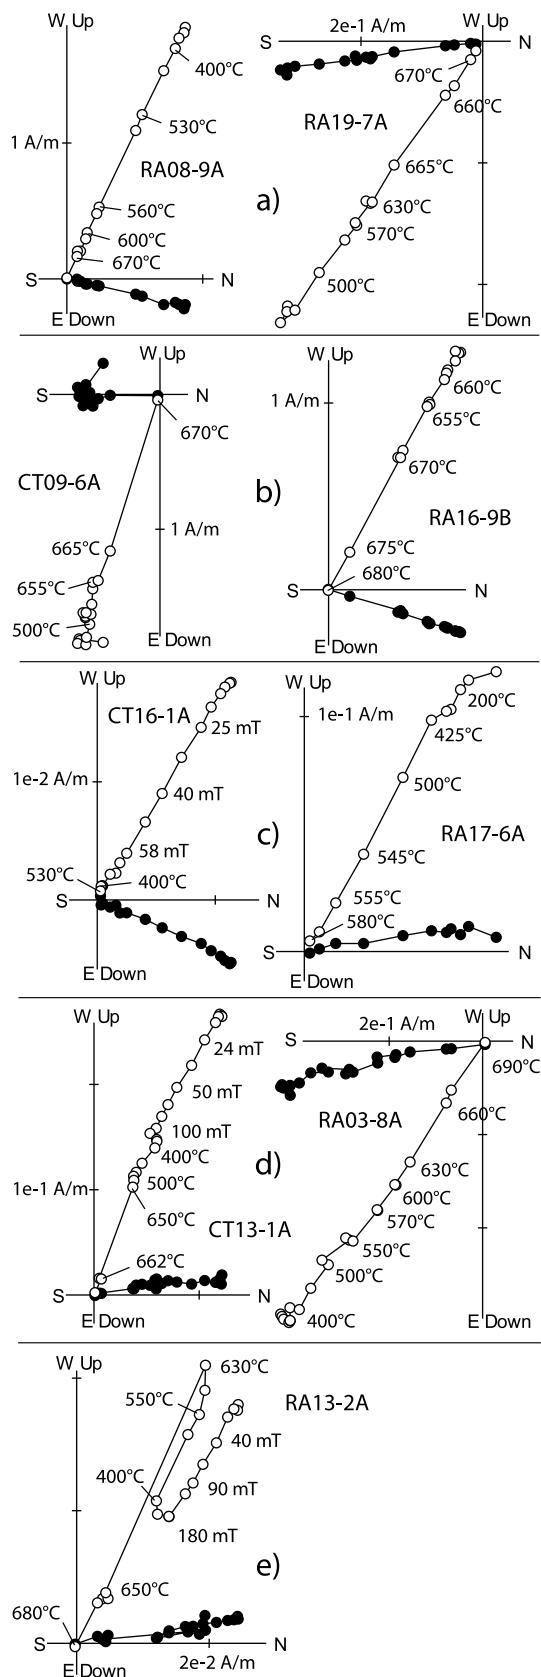 W Up
400°C
530°C
1 A/m
RA08-9A
560°C
600°C
670°C
S
N
E Down
2e-1 A/m
S
N
670°C
660°C
RA19-7A
665°C
630°C
570°C
500°C
W Up
E Down
a)
W Up
S
N
670°C
CT09-6A
1 A/m
665°C
655°C
500°C
E Down
W Up
660°C
1 A/m
655°C
670°C
RA16-9B
675°C
680°C
S
N
E Down
b)
W Up
CT16-1A
25 mT
1e-2 A/m
40 mT
58 mT
530°C
400°C
S
N
E Down
W Up
200°C
1e-1 A/m
425°C
500°C
RA17-6A
545°C
555°C
580°C
S
N
E Down
c)
W Up
24 mT
50 mT
100 mT
400°C
1e-1 A/m
500°C
650°C
CT13-1A
662°C
S
N
E Down
W Up
2e-1 A/m
S
N
690°C
RA03-8A
660°C
630°C
600°C
570°C
550°C
500°C
400°C
E Down
d)
W Up
630°C
RA13-2A
550°C
40 mT
400°C
90 mT
180 mT
650°C
680°C
S
N
E Down
2e-2 A/m
e)